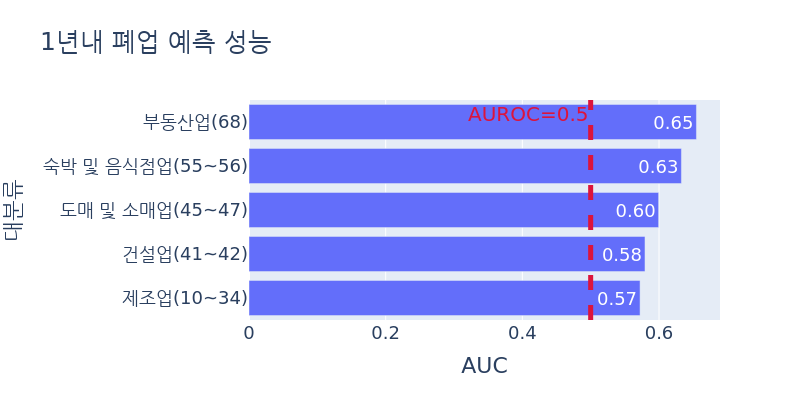 1년내 폐업 예측 성능
AUROC=0.5
부동산업(68)
0.65
숙박 및 음식점업(55~56)
0.63
도매 및 소매업(45~47)
0.60
건설업(41~42)
0.58
제조업(10~34)
0.57
대분류
0
0.2
0.4
0.6
AUC